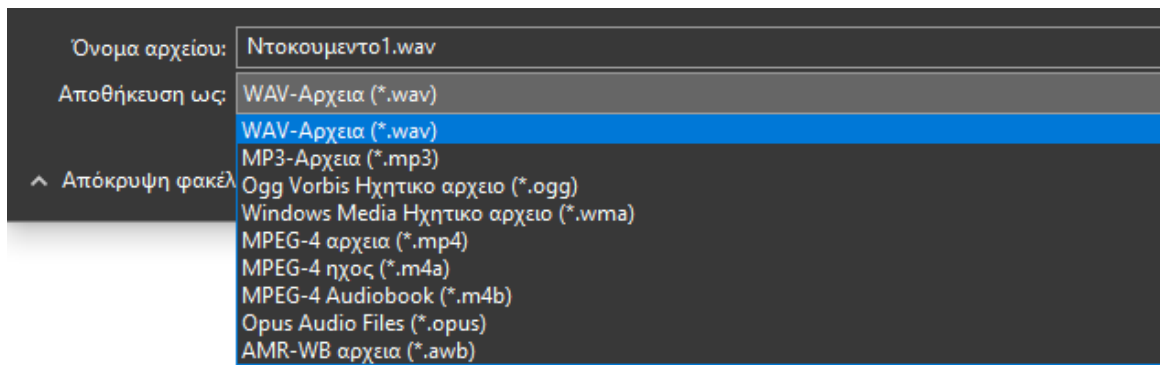 Όνομα αρχείου: Ντοκουμεντο1.wav
Αποθήκευση ως: WAV-Αρχεια (*.wav)
WAV-Αρχεια (*.wav)
MP3-Αρχεια (*.mp3)
Απόκρυψη φακέλ
Ogg Vorbis Ηχητικο αρχειο (*.ogg)
Windows Media Ηχητικο αρχειο (*.wma)
MPEG-4 αρχεια (*.mp4)
MPEG-4 ηχος (*.m4a)
MPEG-4 Audiobook (*.m4b)
Opus Audio Files (*.opus)
AMR-WB αρχεια (*.awb)